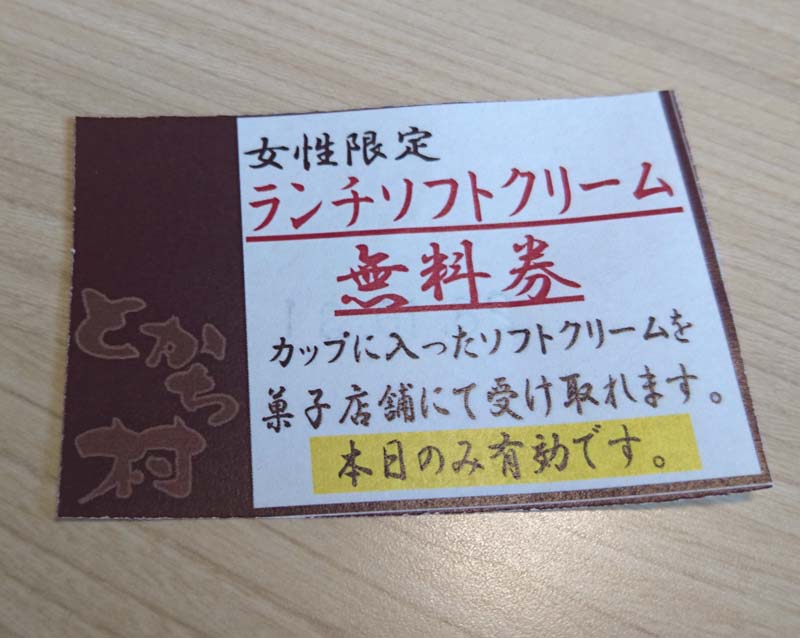 女性限定
ランチソフトクリーム
無料券
カップに入ったソフトクリームを
菓子店舗にて受け取れます。
本日のみ有効です。
とかち
村